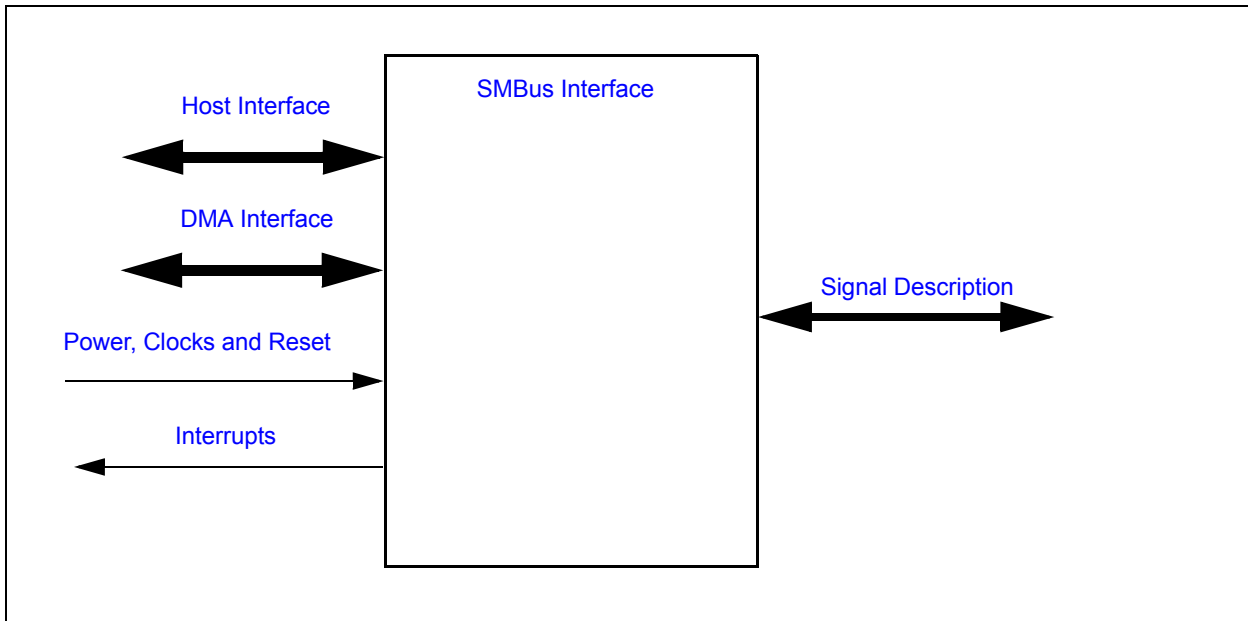 SMBus Interface
Host Interface
DMA Interface
Signal Description
Power, Clocks and Reset
Interrupts